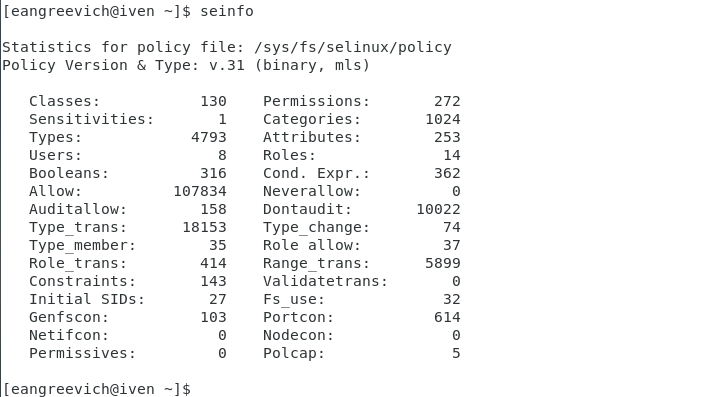 [eangreevich@iven ~]$ seinfo
Statistics for policy file: /sys/fs/selinux/policy
Policy Version & Type: v.31 (binary, mls)
Classes: 130 Permissions: 272
Sensitivities: 1 Categories: 1024
Types: 4793 Attributes: 253
Users: 8 Roles: 14
Booleans: 316 Cond. Expr.: 362
Allow: 107834 Neverallow: 0
Auditallow: 158 Dontaudit: 10022
Type_trans: 18153 Type_change: 74
Type_member: 35 Role allow: 37
Role_trans: 414 Range_trans: 5899
Constraints: 143 Validatetrans: 0
Initial SIDs: 27 Fs_use: 32
Genfscon: 103 Portcon: 614
Netifcon: 0 Nodecon: 0
Permissives: 0 Polcap: 5
[eangreevich@iven ~]$